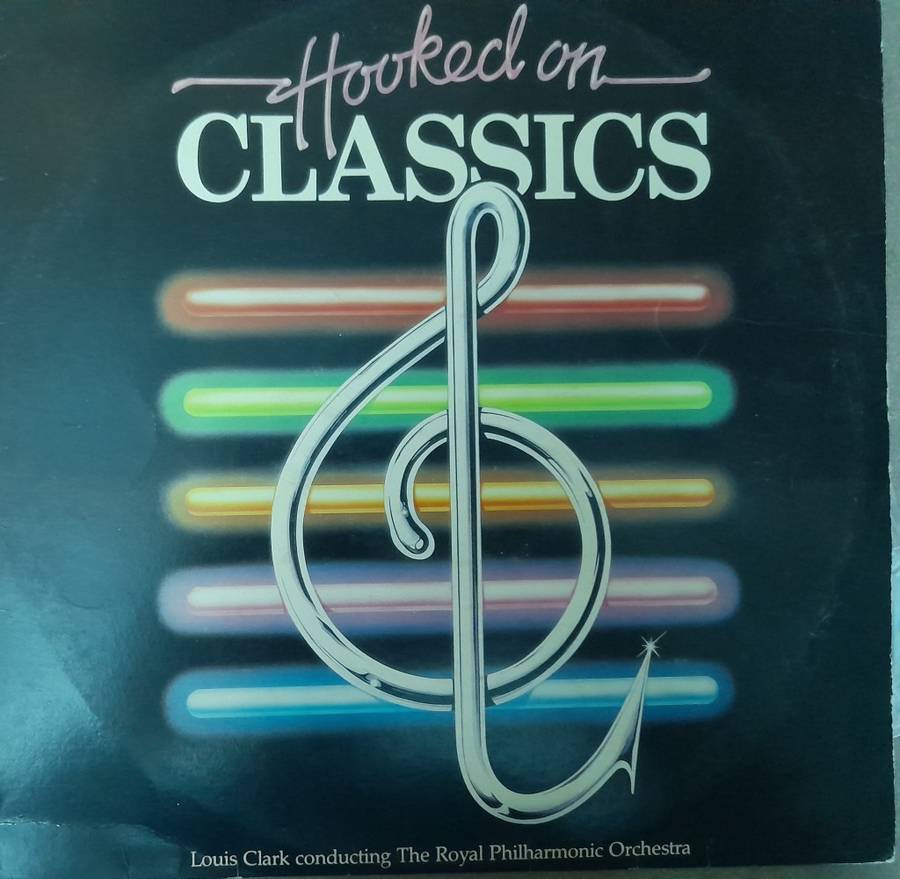 Hooked on
CLASSICS
Louis Clark conducting The Royal Philharmonic Orchestra